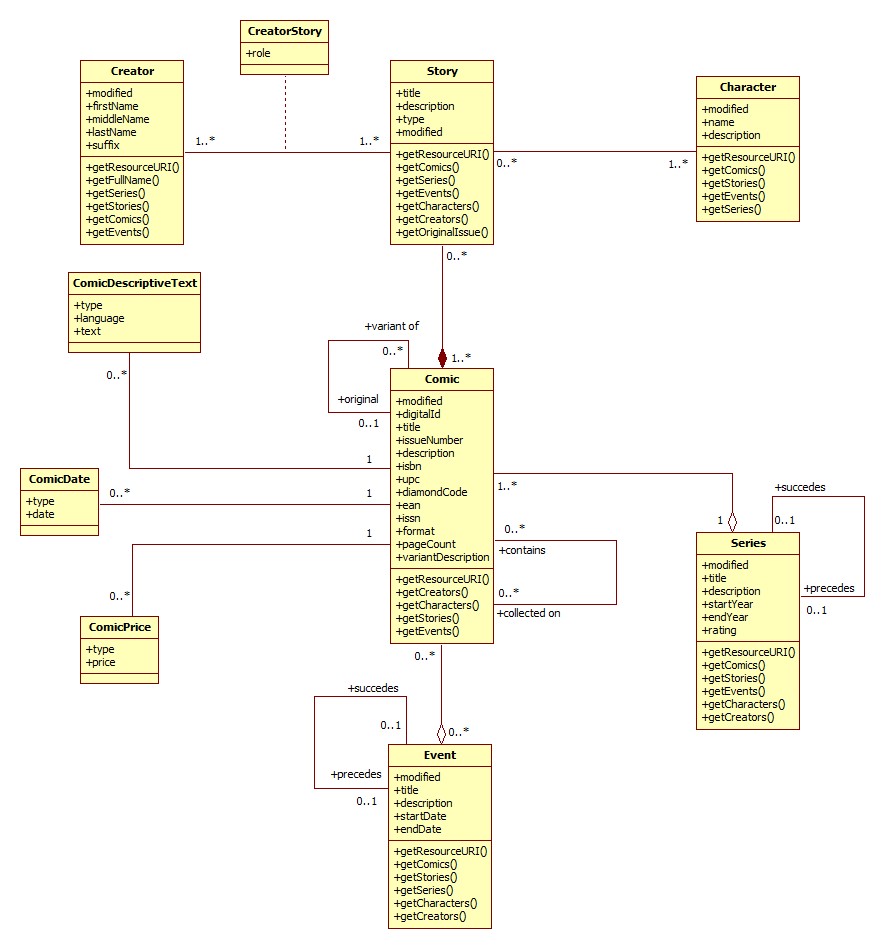 CreatorStory
+role
Creator
+modified
+firstName
+middleName
+lastName
+suffix
+getResourceURI()
+getFullName()
+getSeries()
+getStories()
+getComics()
+getEvents()
1..*
1..*
Story
+title
+description
+type
+modified
+getResourceURI()
+getComics()
+getSeries()
+getEvents()
+getCharacters()
+getCreators()
+getOriginalIssue()
0..*
1..*
Character
+modified
+name
+description
+getResourceURI()
+getComics()
+getStories()
+getEvents()
+getSeries()
0..*
1..*
ComicDescriptiveText
+type
+language
+text
0..*
1
+variant of
0..*
+original
0..1
Comic
+modified
+digitalId
+title
+issueNumber
+description
+isbn
+upc
+diamondCode
+ean
+issn
+format
+pageCount
+variantDescription
+getResourceURI()
+getCreators()
+getCharacters()
+getStories()
+getEvents()
ComicDate
+type
+date
0..*
1
1
0..*
ComicPrice
+type
+price
1..*
1
0..*
+contains
0..*
+collected on
+succedes
0..1
+precedes
0..1
Series
+modified
+title
+description
+startYear
+endYear
+rating
+getResourceURI()
+getComics()
+getStories()
+getEvents()
+getCharacters()
+getCreators()
0..*
0..*
+succedes
0..1
+precedes
0..1
Event
+modified
+title
+description
+startDate
+endDate
+getResourceURI()
+getComics()
+getStories()
+getSeries()
+getCharacters()
+getCreators()